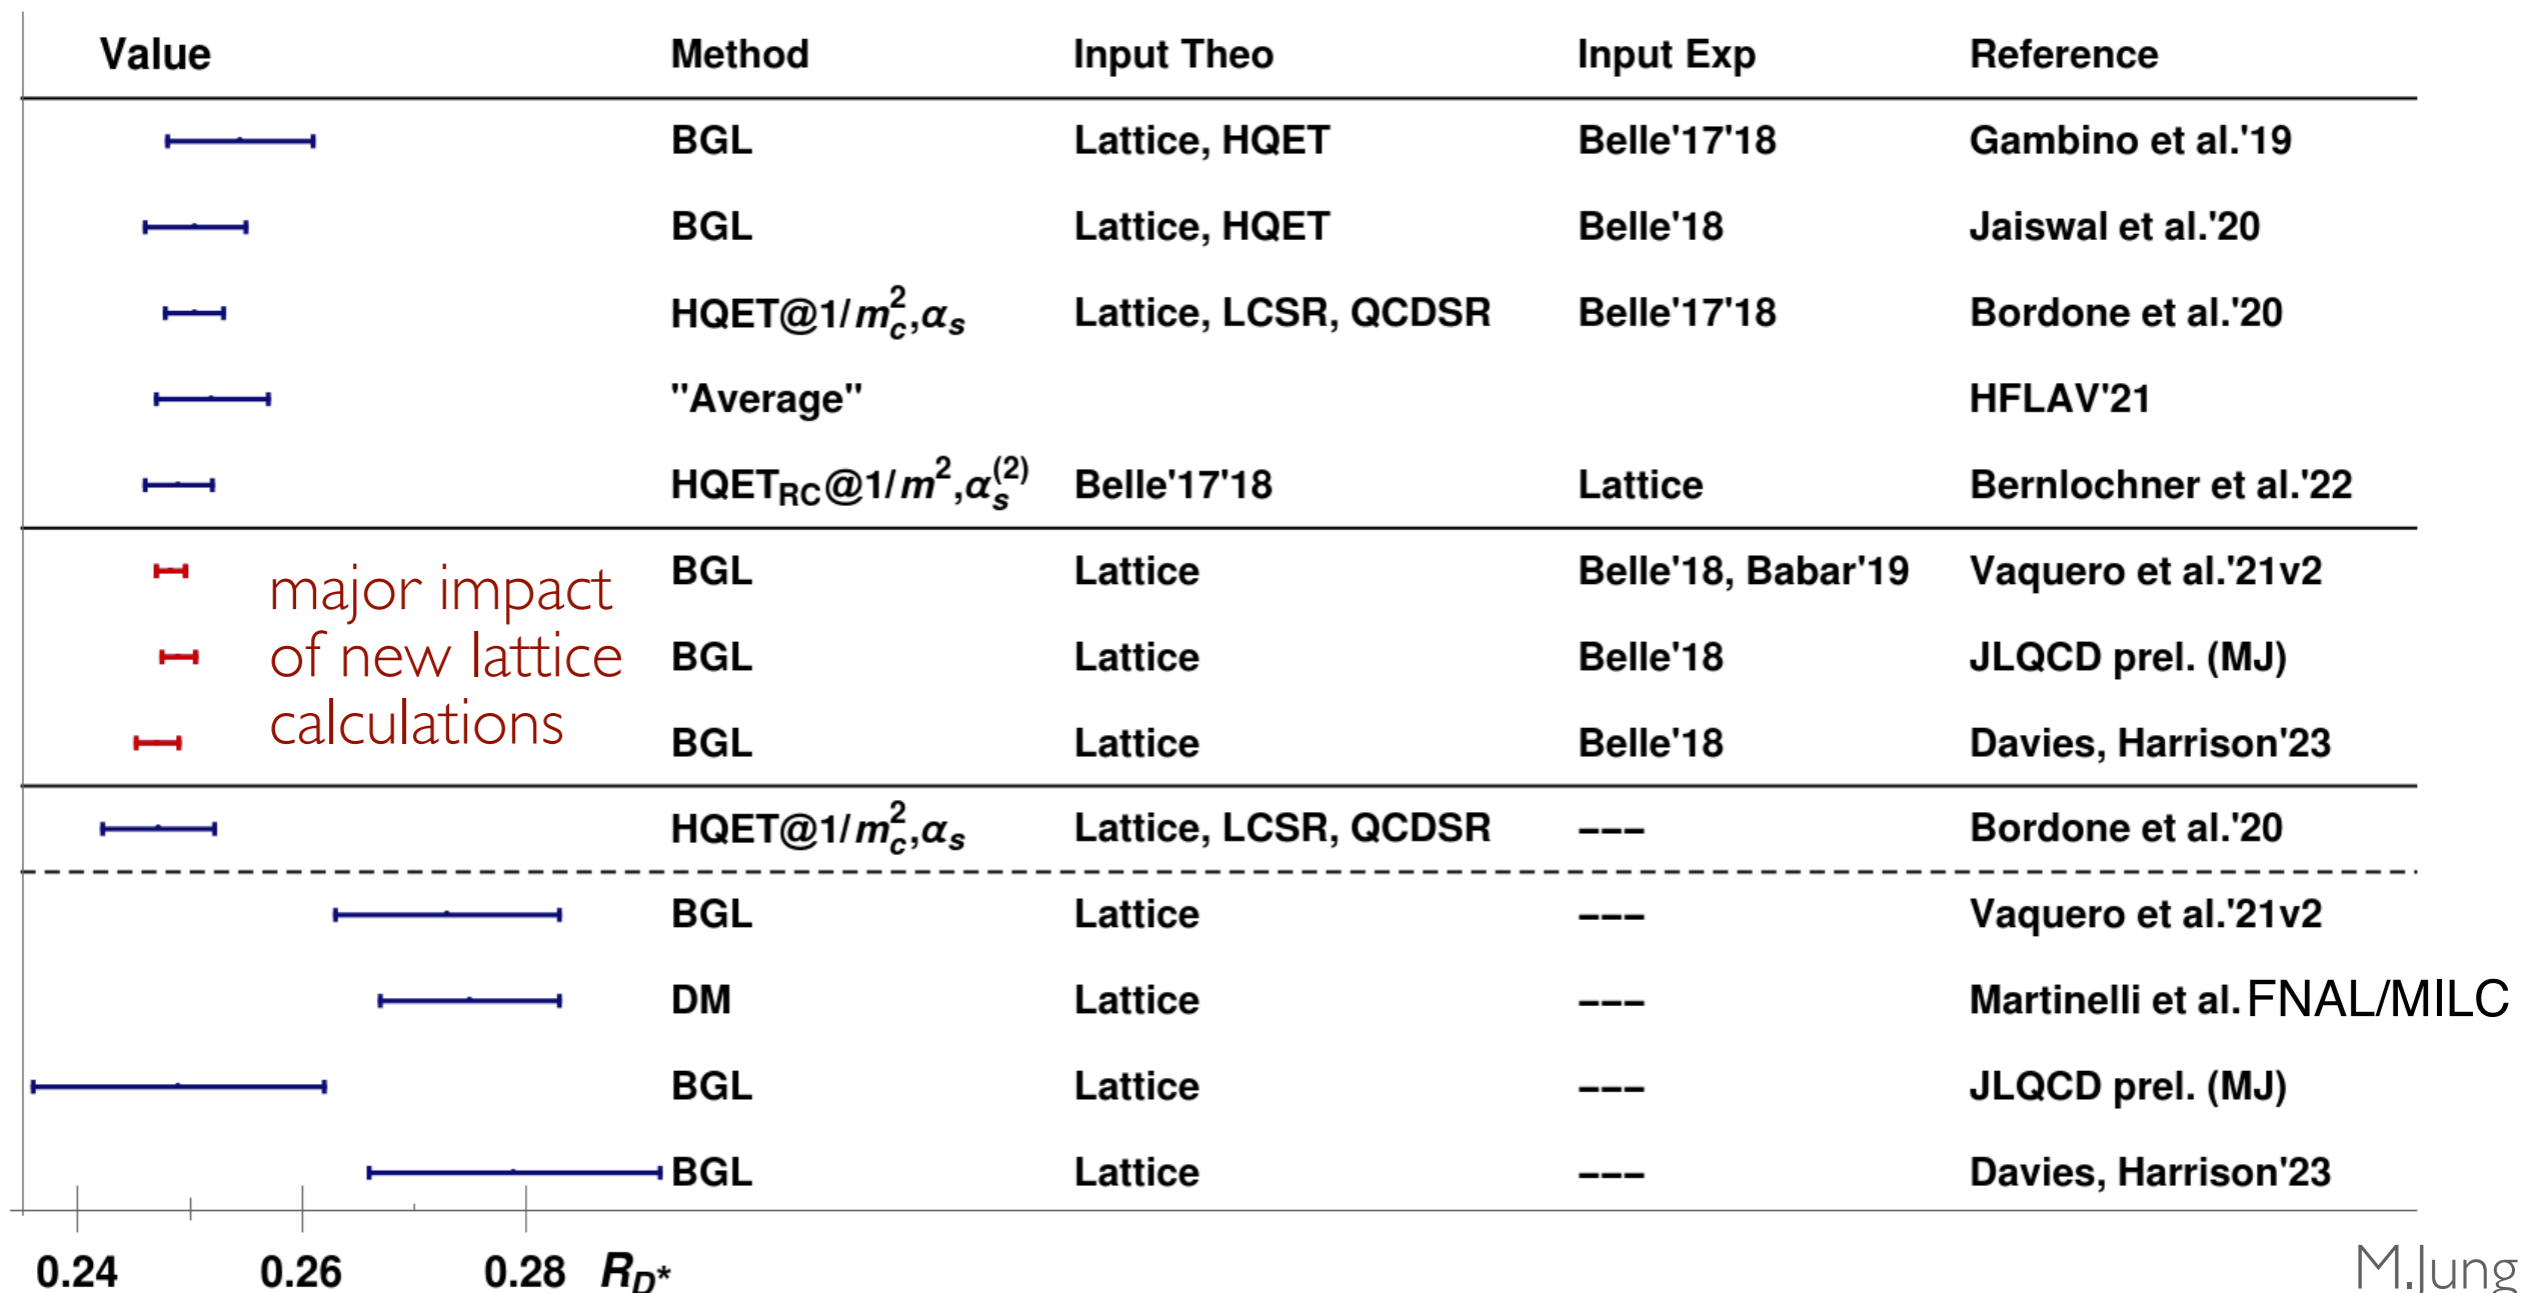 Value Method Input Theo Input Exp Reference
BGL Lattice, HQET Belle'17'18 Gambino et al.'19
BGL Lattice, HQET Belle'18 Jaiswal et al.'20
HQET@1/m_c^2,α_s Lattice, LCSR, QCDSR Belle'17'18 Bordone et al.'20
"Average" HFLAV'21
HQET_RC@1/m^2,α_s^(2) Belle'17'18 Lattice Bernlochner et al.'22
BGL Lattice Belle'18, Babar'19 Vaquero et al.'21v2
major impact
of new lattice
calculations
BGL Lattice Belle'18 JLQCD prel. (MJ)
BGL Lattice Belle'18 Davies, Harrison'23
HQET@1/m_c^2,α_s Lattice, LCSR, QCDSR --- Bordone et al.'20
BGL Lattice --- Vaquero et al.'21v2
DM Lattice --- Martinelli et al. FNAL/MILC
BGL Lattice --- JLQCD prel. (MJ)
BGL Lattice --- Davies, Harrison'23
0.24 0.26 0.28 R_D*
M.Jung